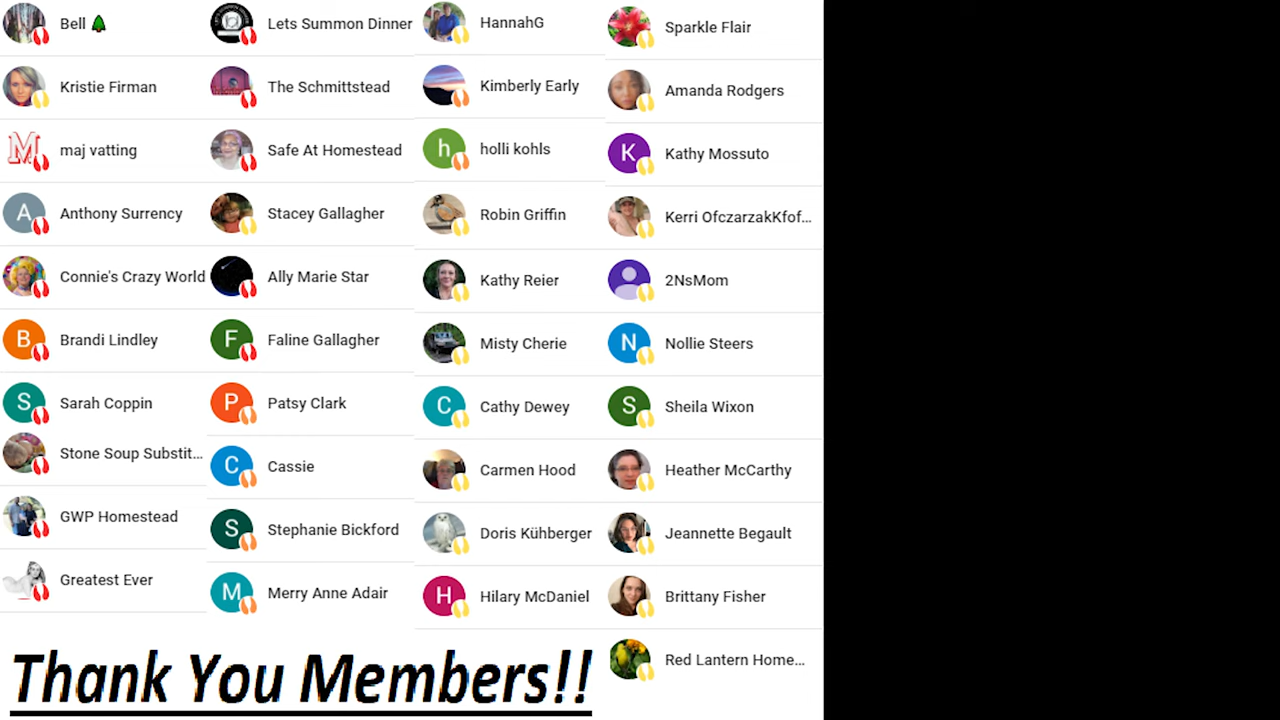 Bell 🌲
Kristie Firman
M maj vatting
A Anthony Surrency
Connie's Crazy World
B Brandi Lindley
S Sarah Coppin
Stone Soup Substit...
GWP Homestead
Greatest Ever
Lets Summon Dinner
The Schmittstead
Safe At Homestead
Stacey Gallagher
Ally Marie Star
F Faline Gallagher
P Patsy Clark
C Cassie
S Stephanie Bickford
M Merry Anne Adair
HannahG
Kimberly Early
h holli kohls
Robin Griffin
Kathy Reier
Misty Cherie
C Cathy Dewey
Carmen Hood
Doris Kühberger
H Hilary McDaniel
Sparkle Flair
Amanda Rodgers
K Kathy Mossuto
Kerri OfczarzakKfof...
2NsMom
N Nollie Steers
S Sheila Wixon
Heather McCarthy
Jeannette Begault
Brittany Fisher
Red Lantern Home...
Thank You Members!!